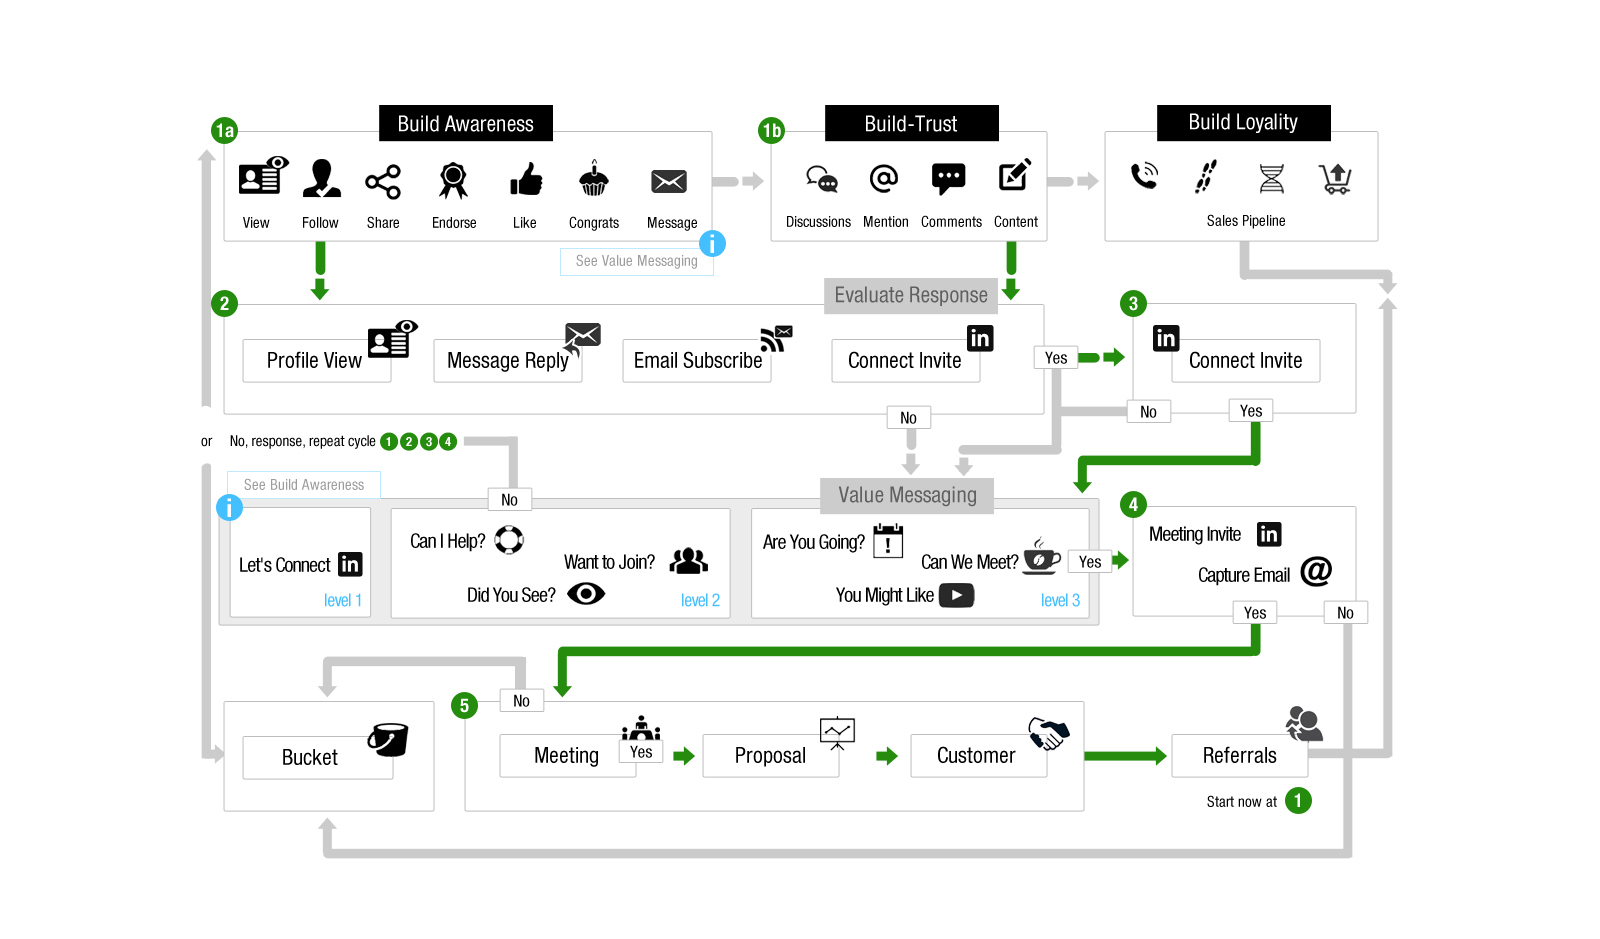 Build Awareness
Build-Trust
Build Loyality
1a
1b
View
Follow
Share
Endorse
Like
Congrats
Message
Discussions
Mention
Comments
Content
Sales Pipeline
i
See Value Messaging
2
Evaluate Response
3
Profile View
Message Reply
Email Subscribe
Connect Invite
in
Yes
in
Connect Invite
No
No
Yes
or
No, response, repeat cycle 1 2 3 4
See Build Awareness
i
No
Value Messaging
4
Let's Connect in
level 1
Can I Help?
Want to Join?
Did You See?
level 2
Are You Going? !
Can We Meet?
You Might Like
level 3
Yes
Meeting Invite in
Capture Email @
Yes
No
No
5
Bucket
Meeting
Yes
Proposal
Customer
Referrals
Start now at 1